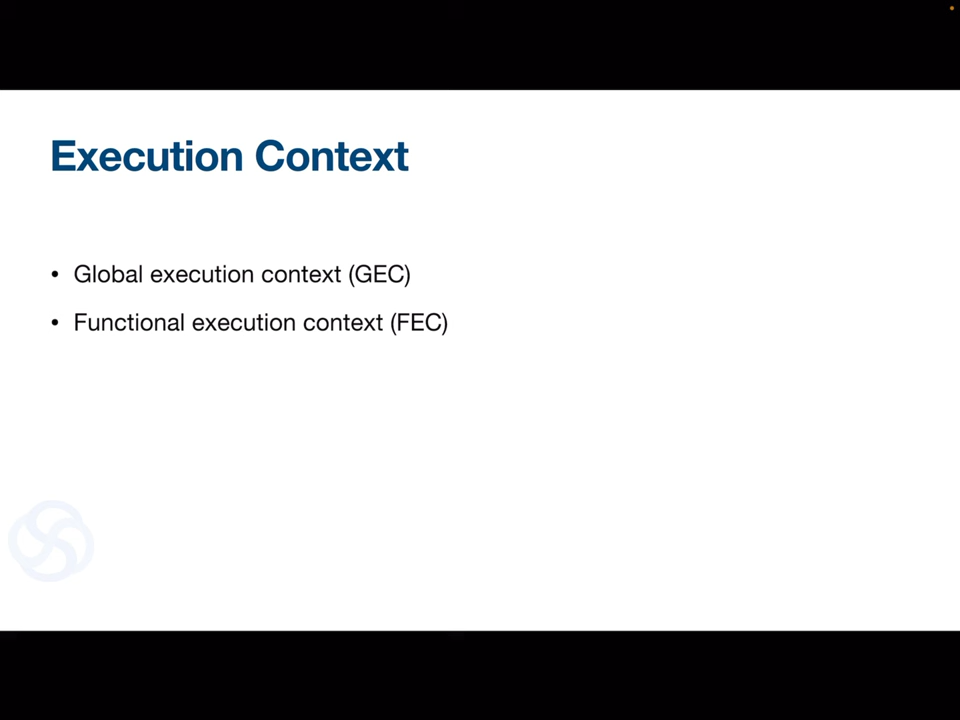 Execution Context
• Global execution context (GEC)
• Functional execution context (FEC)